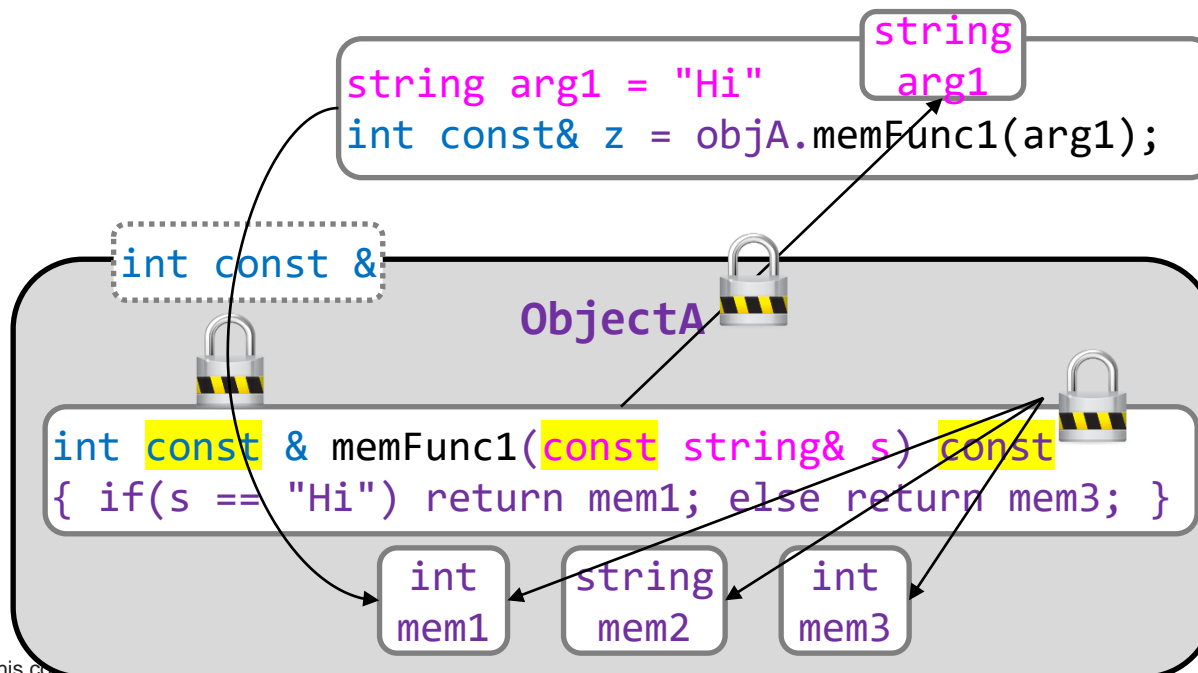 string
arg1
string arg1 = "Hi"
int const& z = objA.memFunc1(arg1);
int const &
ObjectA
int const & memFunc1(const string& s) const
{ if(s == "Hi") return mem1; else return mem3; }
int
mem1
string
mem2
int
mem3